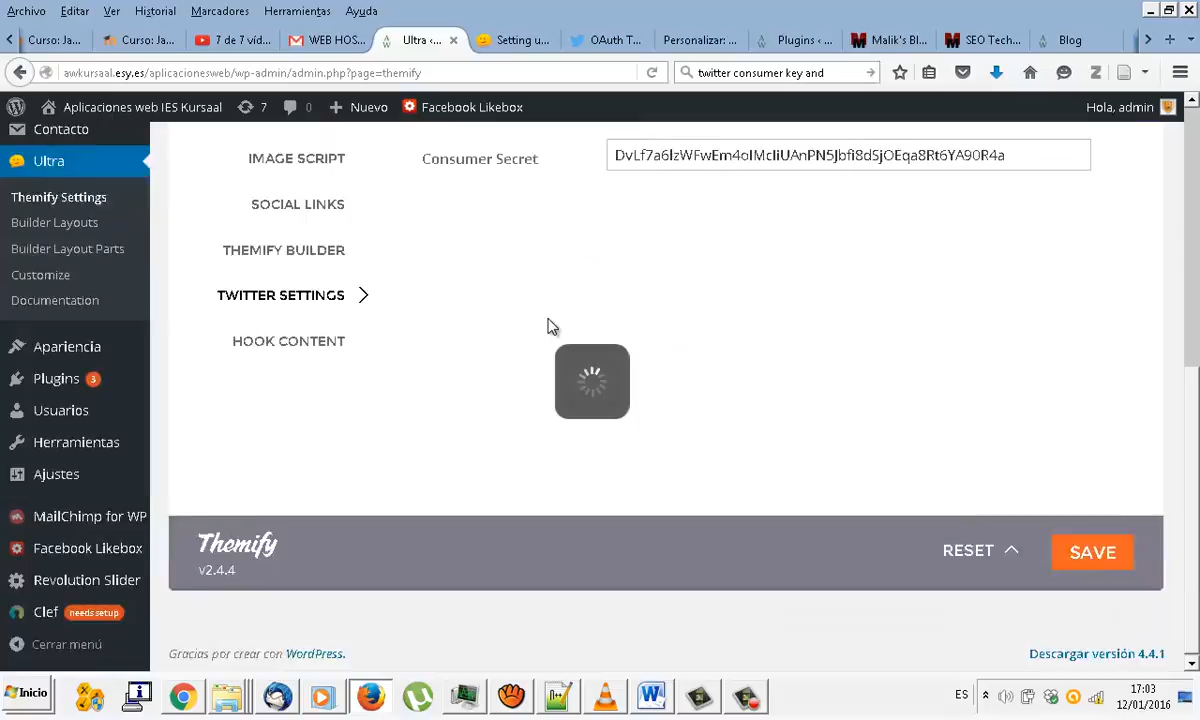 Archivo Editar Ver Historial Marcadores Herramientas Ayuda
Curso: Ja... Curso: Ja... 7 de 7 víd... WEB HOS... Ultra ‹... Setting u... OAuth T... Personalizar: ... Plugins ‹ ... Malik's Bl... SEO Tech... Blog
awkursaal.esy.es/aplicacionesweb/wp-admin/admin.php?page=themify twitter consumer key and
Aplicaciones web IES Kursaal 7 0 Nuevo Facebook Likebox Hola, admin
Contacto
Ultra
Themify Settings
Builder Layouts
Builder Layout Parts
Customize
Documentation
Apariencia
Plugins 3
Usuarios
Herramientas
Ajustes
MailChimp for WP
Facebook Likebox
Revolution Slider
Clef needs setup
Cerrar menú
IMAGE SCRIPT
SOCIAL LINKS
THEMIFY BUILDER
TWITTER SETTINGS
HOOK CONTENT
Consumer Secret
Themify
v2.4.4
RESET SAVE
Gracias por crear con WordPress. Descargar versión 4.4.1
Inicio ES 17:03
12/01/2016